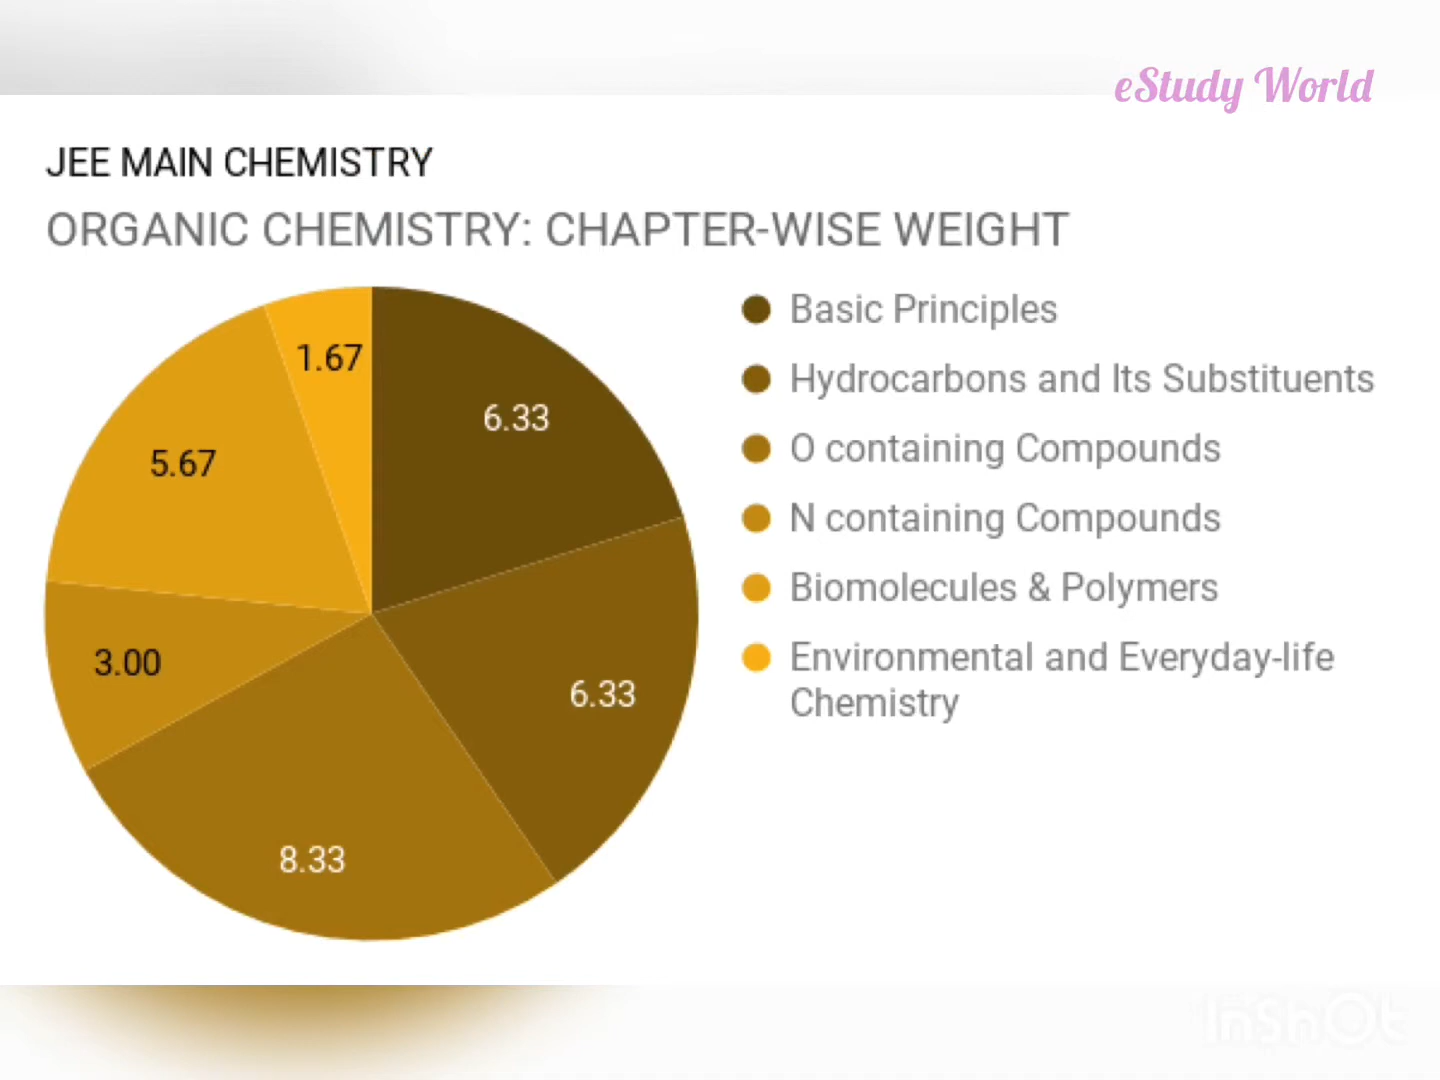 eStudy World
JEE MAIN CHEMISTRY
ORGANIC CHEMISTRY: CHAPTER-WISE WEIGHT
1.67
6.33
5.67
3.00
6.33
8.33
Basic Principles
Hydrocarbons and Its Substituents
O containing Compounds
N containing Compounds
Biomolecules & Polymers
Environmental and Everyday-life
Chemistry
InShOt